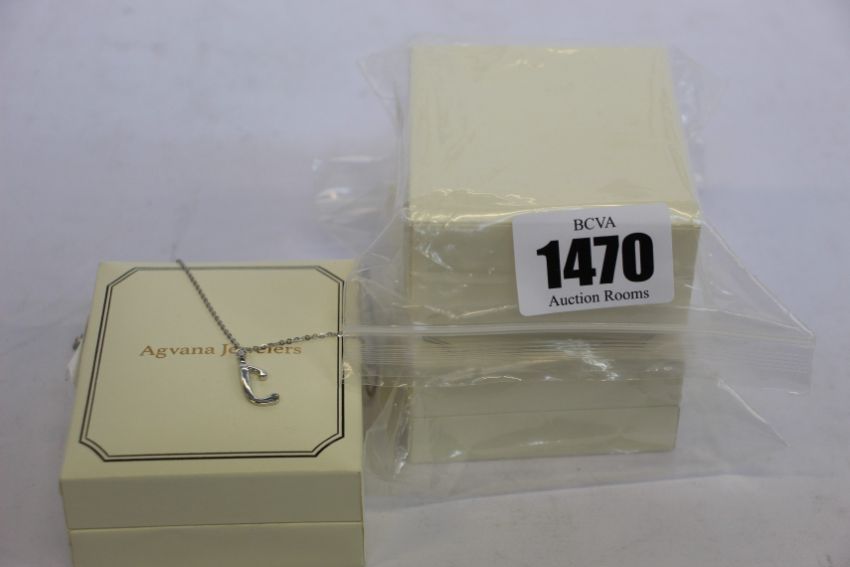 BCVA
1470
Auction Rooms
Agvana Jewelers